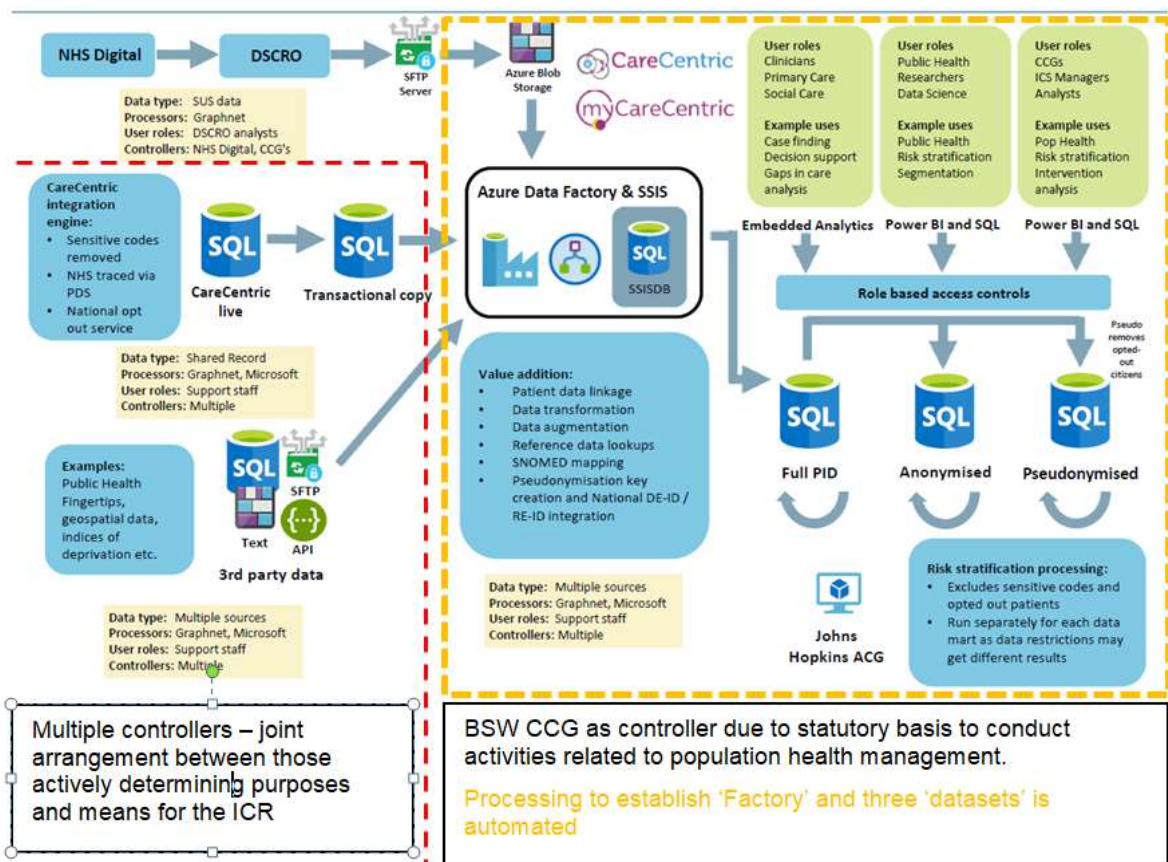 NHS Digital
DSCRO
SFTP
Server
Azure Blob
Storage
CareCentric
myCareCentric
Data type: SUS data
Processors: Graphnet
User roles: DSCRO analysts
Controllers: NHS Digital, CCG's
User roles
Clinicians
Primary Care
Social Care
Example uses
Case finding
Decision support
Gaps in care
analysis
Embedded Analytics
User roles
Public Health
Researchers
Data Science
Example uses
Public Health
Risk stratification
Segmentation
Power BI and SQL
User roles
CCGs
ICS Managers
Analysts
Example uses
Pop Health
Risk stratification
Intervention
analysis
Power BI and SQL
CareCentric
integration
engine:
• Sensitive codes
removed
• NHS traced via
PDS
• National opt
out service
SQL
CareCentric
live
SQL
Transactional copy
Data type: Shared Record
Processors: Graphnet, Microsoft
User roles: Support staff
Controllers: Multiple
Azure Data Factory & SSIS
SQL
SSISDB
Role based access controls
Pseudo
removes
opted-
out
citizens
Value addition:
• Patient data linkage
• Data transformation
• Data augmentation
• Reference data lookups
• SNOMED mapping
• Pseudonymisation key
creation and National DE-ID /
RE-ID integration
SQL
Full PID
SQL
Anonymised
SQL
Pseudonymised
Examples:
Public Health
Fingertips,
geospatial data,
indices of
deprivation etc.
SQL
SFTP
Text
{··}
API
3rd party data
Data type: Multiple sources
Processors: Graphnet, Microsoft
User roles: Support staff
Controllers: Multiple
Data type: Multiple sources
Processors: Graphnet, Microsoft
User roles: Support staff
Controllers: Multiple
Johns
Hopkins ACG
Risk stratification processing:
• Excludes sensitive codes and
opted out patients
• Run separately for each data
mart as data restrictions may
get different results
Multiple controllers – joint
arrangement between those
actively determining purposes
and means for the ICR
BSW CCG as controller due to statutory basis to conduct
activities related to population health management.
Processing to establish ‘Factory’ and three ‘datasets’ is
automated